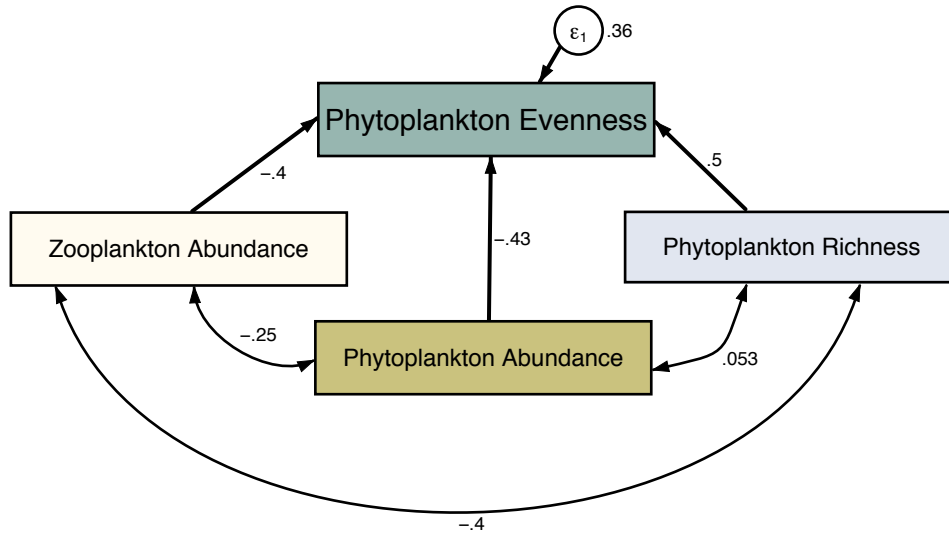 ε1 .36
Phytoplankton Evenness
–.4
.5
Zooplankton Abundance
–.43
Phytoplankton Richness
–.25
Phytoplankton Abundance
.053
–.4